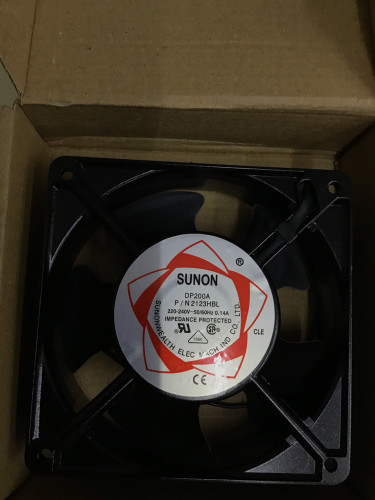 ®
SUNON
DP200A
P / N 2123HBL
220-240V~50/60Hz 0.14A
IMPEDANCE PROTECTED
SUNONWEALTH ELEC. MACH IND CO., LTD.
CLE
CE